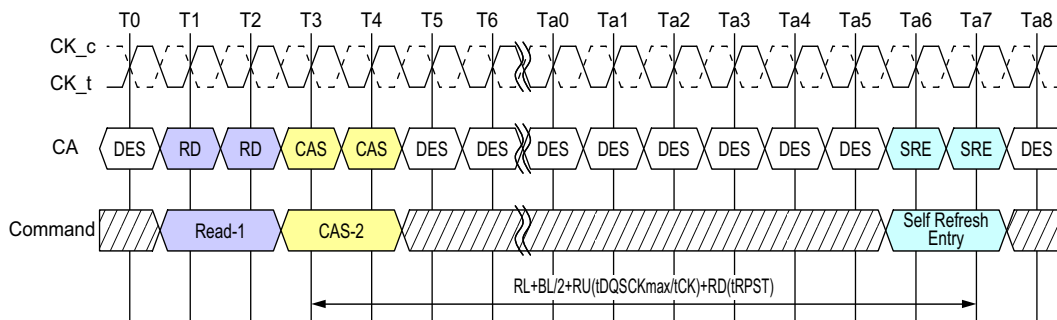 T0 T1 T2 T3 T4 T5 T6 Ta0 Ta1 Ta2 Ta3 Ta4 Ta5 Ta6 Ta7 Ta8
CK_c
CK_t
CA DES RD RD CAS CAS DES DES DES DES DES DES DES DES SRE SRE DES
Command Read-1 CAS-2 Self Refresh
Entry
RL+BL/2+RU(tDQSCKmax/tCK)+RD(tRPST)